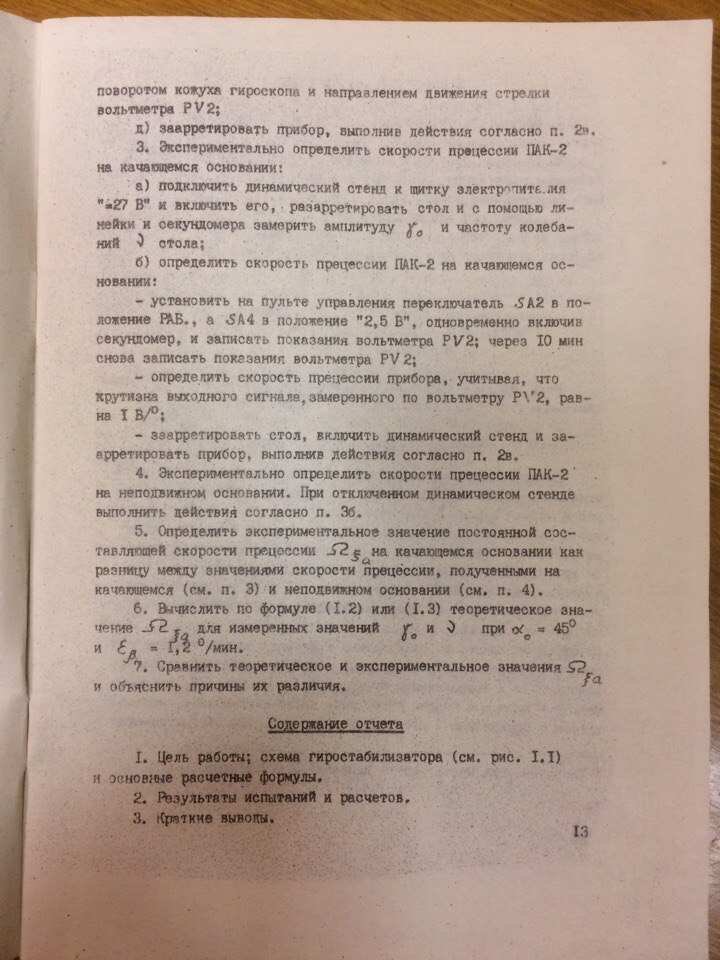 поворотом кожуха гироскопа и направлением движения стрелки
вольтметра PV2;
д) заарретировать прибор, выполнив действия согласно п. 2в.
3. Экспериментально определить скорости прецессии ПАК-2
на качающемся основании:
а) подключить динамический стенд к щитку электропитания
"=27 В" и включить его, разарретировать стол и с помощью ли-
нейки и секундомера замерить амплитуду γ₀ и частоту колеба-
ний ν стола;
б) определить скорость прецессии ПАК-2 на качающемся ос-
новании:
- установить на пульте управления переключатель SA2 в по-
ложение РАБ., а SA4 в положение "2,5 В", одновременно включив
секундомер, и записать показания вольтметра PV2; через 10 мин
снова записать показания вольтметра PV2;
- определить скорость прецессии прибора, учитывая, что
крутизна выходного сигнала, замеренного по вольтметру PV2, рав-
на I В/°;
- заарретировать стол, включить динамический стенд и за-
арретировать прибор, выполнив действия согласно п. 2в.
4. Экспериментально определить скорости прецессии ПАК-2
на неподвижном основании. При отключенном динамическом стенде
выполнить действия согласно п. 3б.
5. Определить экспериментальное значение постоянной сос-
тавляющей скорости прецессии Ωξa на качающемся основании как
разницу между значениями скорости прецессии, полученными на
качающемся (см. п. 3) и неподвижном основании (см. п. 4).
6. Вычислить по формуле (I.2) или (I.3) теоретическое зна-
чение Ωξa для измеренных значений γ₀ и ν при α₀ = 45°
и εβ = I,2 °/мин.
7. Сравнить теоретическое и экспериментальное значения Ωξa
и объяснить причины их различия.
Содержание отчета
I. Цель работы; схема гиростабилизатора (см. рис. I.I)
и основные расчетные формулы.
2. Результаты испытаний и расчетов.
3. Краткие выводы.
I3